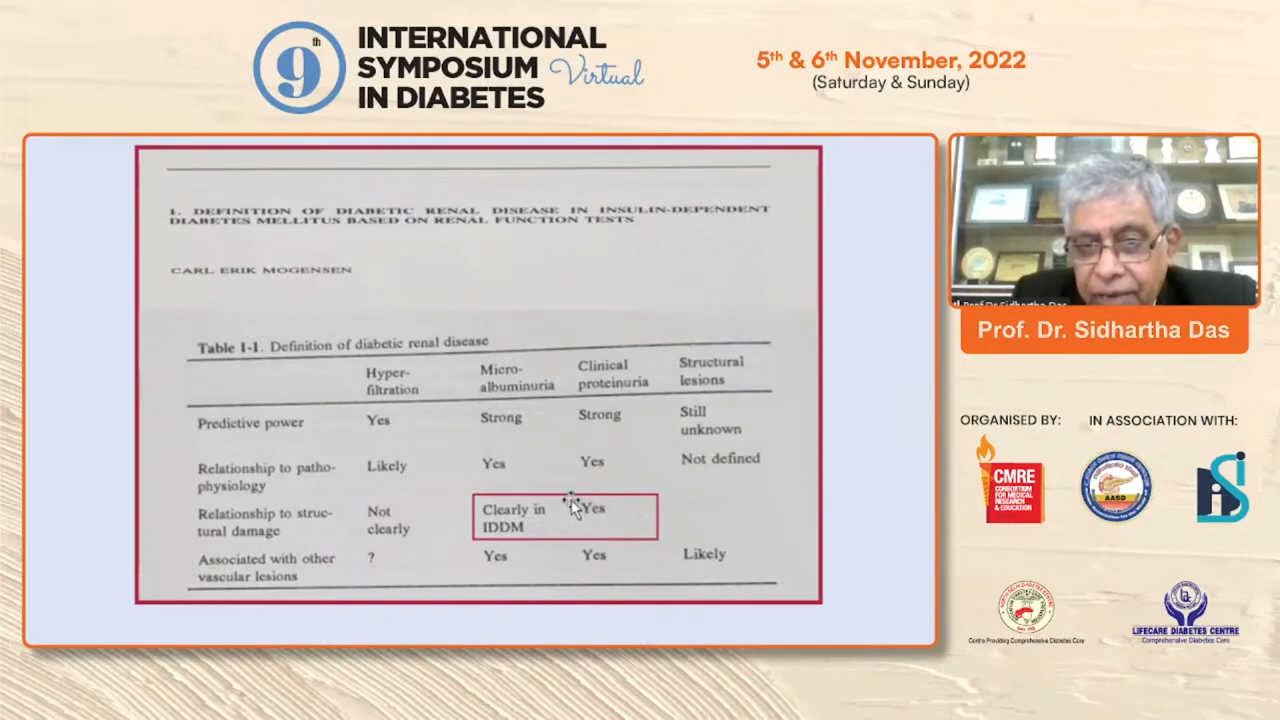 9th
INTERNATIONAL
SYMPOSIUM Virtual
IN DIABETES
5th & 6th November, 2022
(Saturday & Sunday)
1. DEFINITION OF DIABETIC RENAL DISEASE IN INSULIN-DEPENDENT
DIABETES MELLITUS BASED ON RENAL FUNCTION TESTS
CARL ERIK MOGENSEN
Table 1-1. Definition of diabetic renal disease
Hyper-
filtration
Micro-
albuminuria
Clinical
proteinuria
Structural
lesions
Predictive power
Yes
Strong
Strong
Still
unknown
Relationship to patho-
physiology
Likely
Yes
Yes
Not defined
Relationship to struc-
tural damage
Not
clearly
Clearly in
IDDM
Yes
Associated with other
vascular lesions
?
Yes
Yes
Likely
Prof Dr Sidhartha Das
Prof. Dr. Sidhartha Das
ORGANISED BY:
IN ASSOCIATION WITH:
CMRE
CONSORTIUM
FOR MEDICAL
RESEARCH
& EDUCATION
AASD
Centre Providing Comprehensive Diabetes Care
LIFECARE DIABETES CENTRE
Comprehensive Diabetes Care